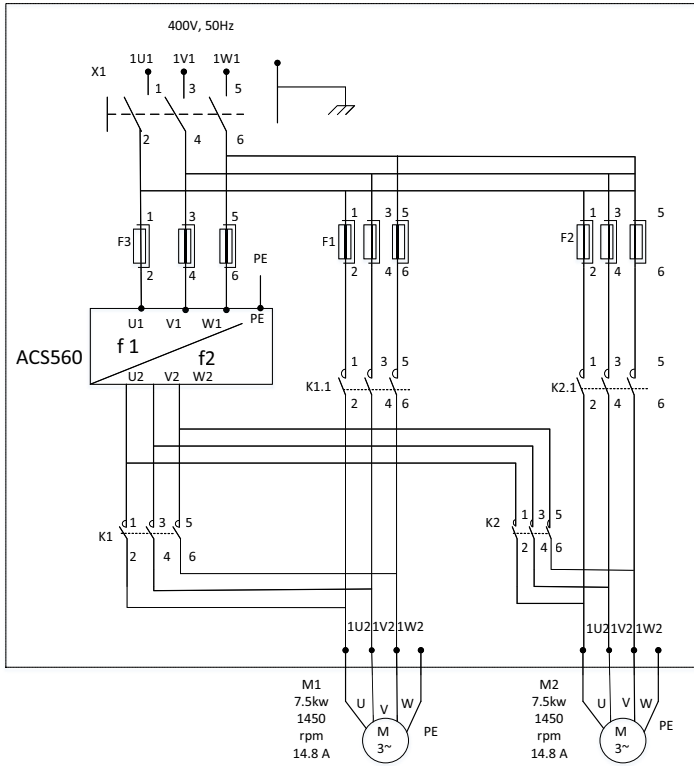 400V, 50Hz
1U1 1V1 1W1
X1
1 3 5
2 4 6
1 3 5 1 3 5 1 3 5
F3 F1 F2
2 4 6 2 4 6 2 4 6
PE
U1 V1 W1 PE
ACS560 f 1 f2
U2 V2 W2
1 3 5 1 3 5
K1.1 K2.1
2 4 6 2 4 6
1 3 5 1 3 5
K1 K2
2 4 6 2 4 6
1U2 1V2 1W2 1U2 1V2 1W2
M1
7.5kw
1450
rpm
14.8 A
U V W
PE
M
3~
M2
7.5kw
1450
rpm
14.8 A
U V W
PE
M
3~